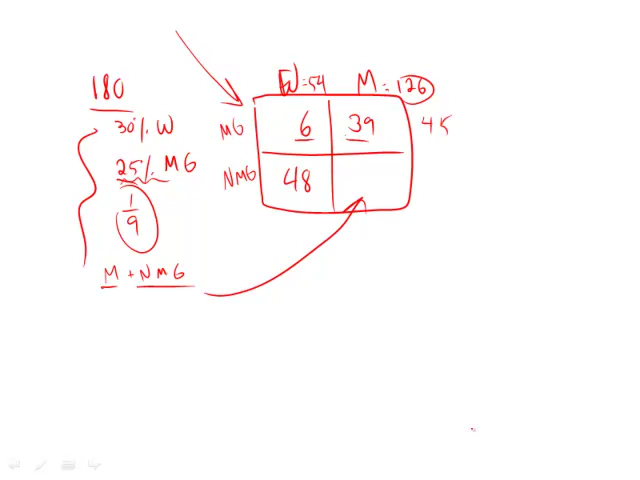 180
30% W
25% MG
1/9
M + NMG
W = 54 M = 126
MG 6 39 45
NMG 48